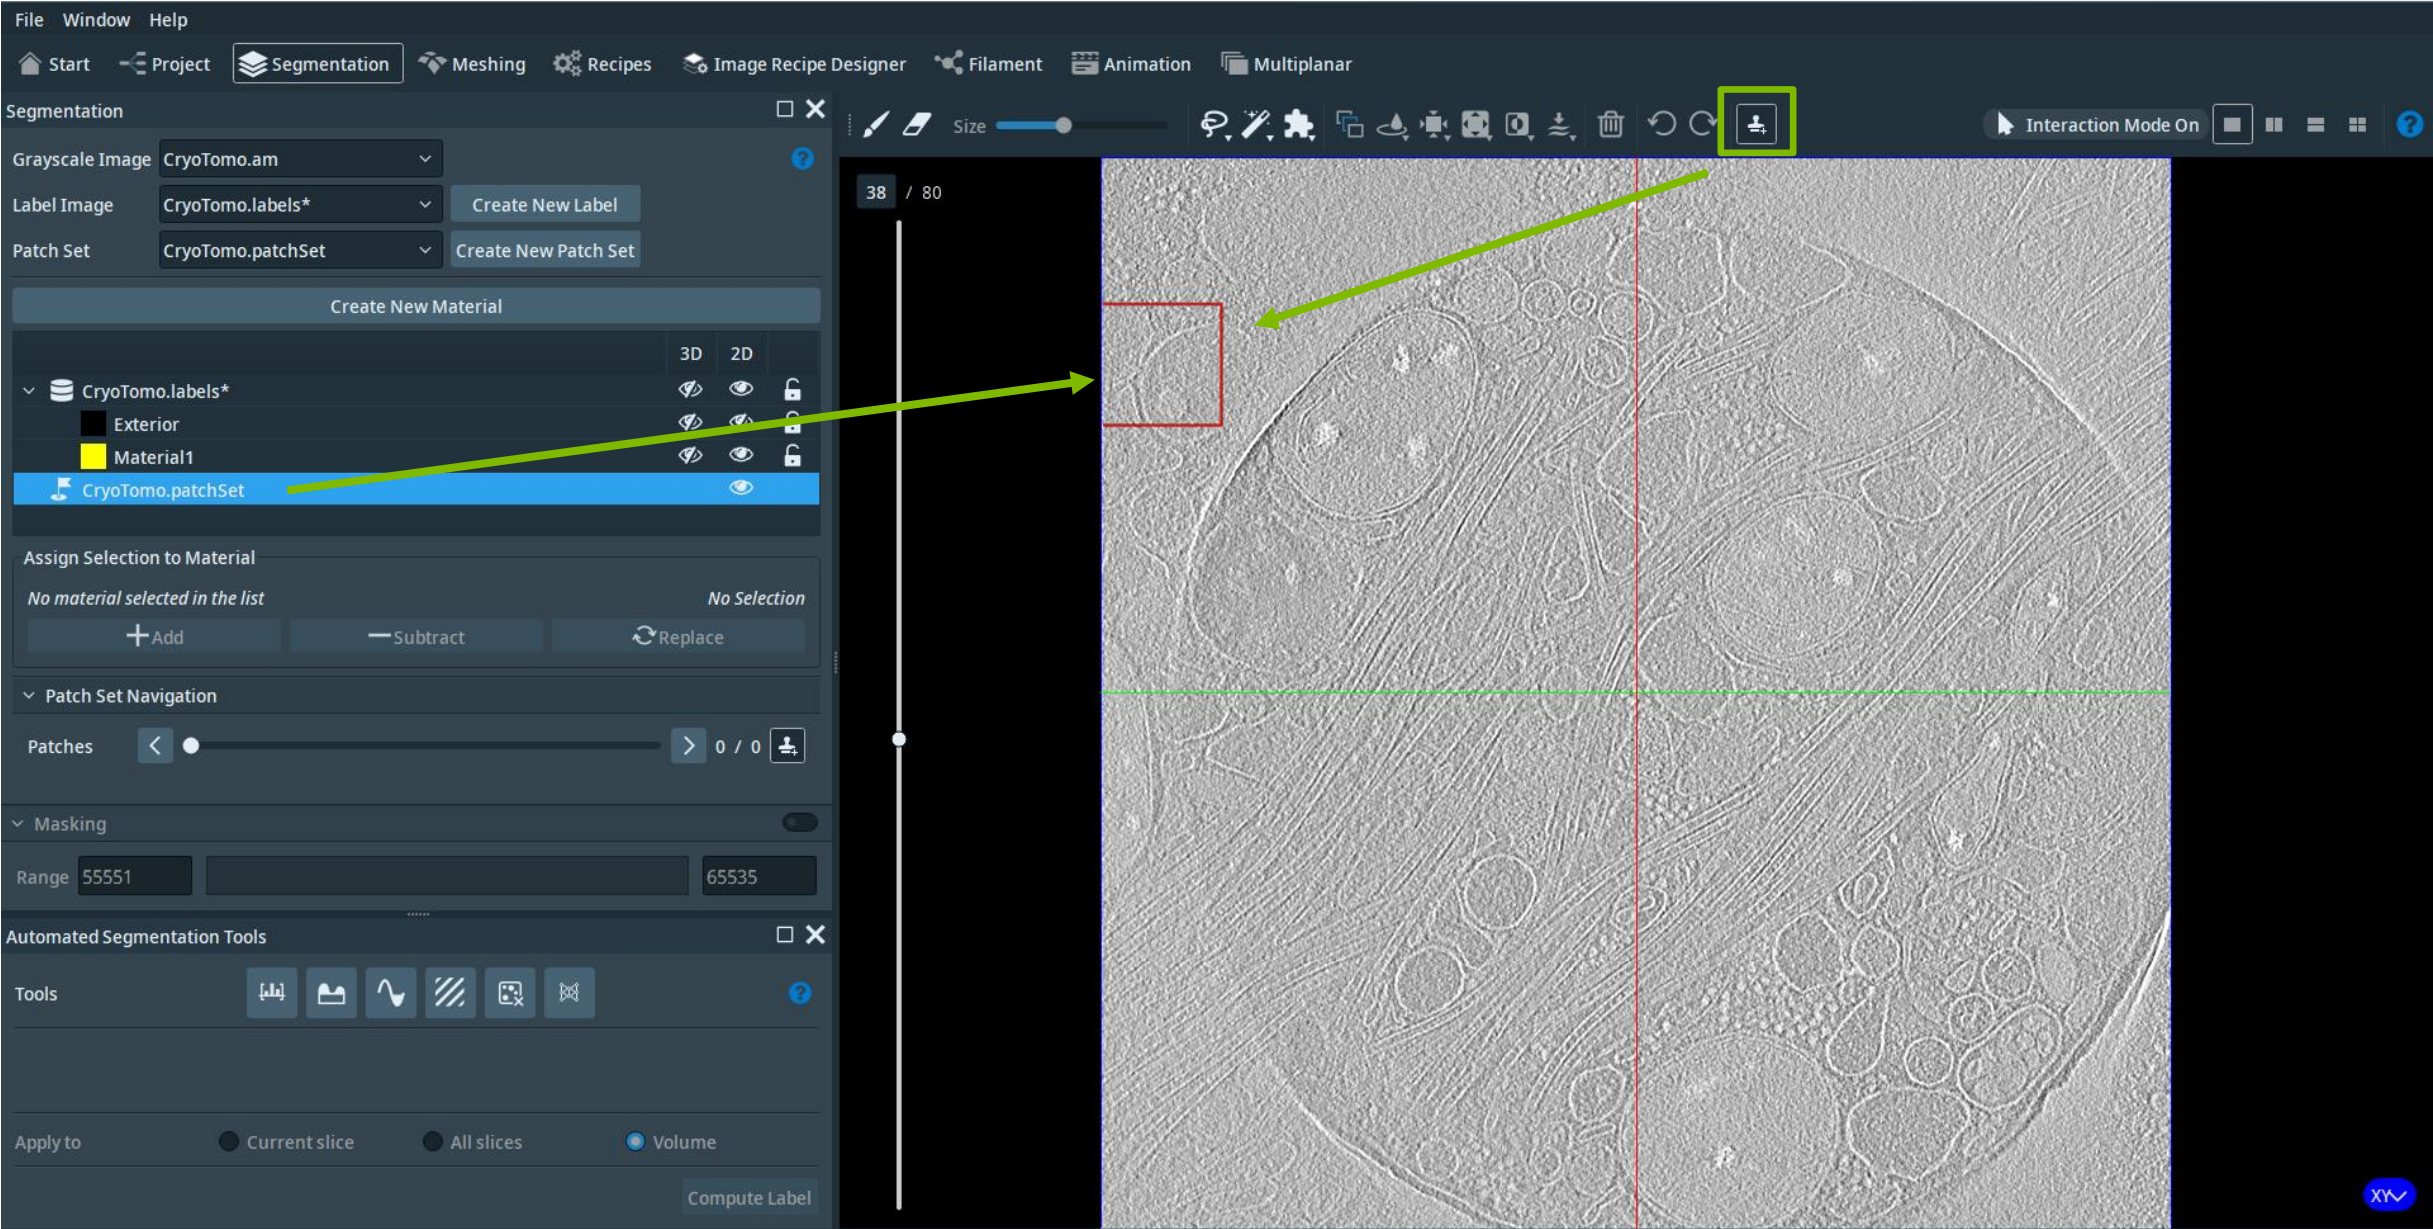 File Window Help
Start Project Segmentation Meshing Recipes Image Recipe Designer Filament Animation Multiplanar
Segmentation
Size
Interaction Mode On
Grayscale Image CryoTomo.am
Label Image CryoTomo.labels* Create New Label
38 / 80
Patch Set CryoTomo.patchSet Create New Patch Set
Create New Material
3D 2D
CryoTomo.labels*
Exterior
Material1
CryoTomo.patchSet
Assign Selection to Material
No material selected in the list No Selection
Add Subtract Replace
Patch Set Navigation
Patches 0 / 0
Masking
Range 55551 65535
Automated Segmentation Tools
Tools
Apply to Current slice All slices Volume
Compute Label
XY